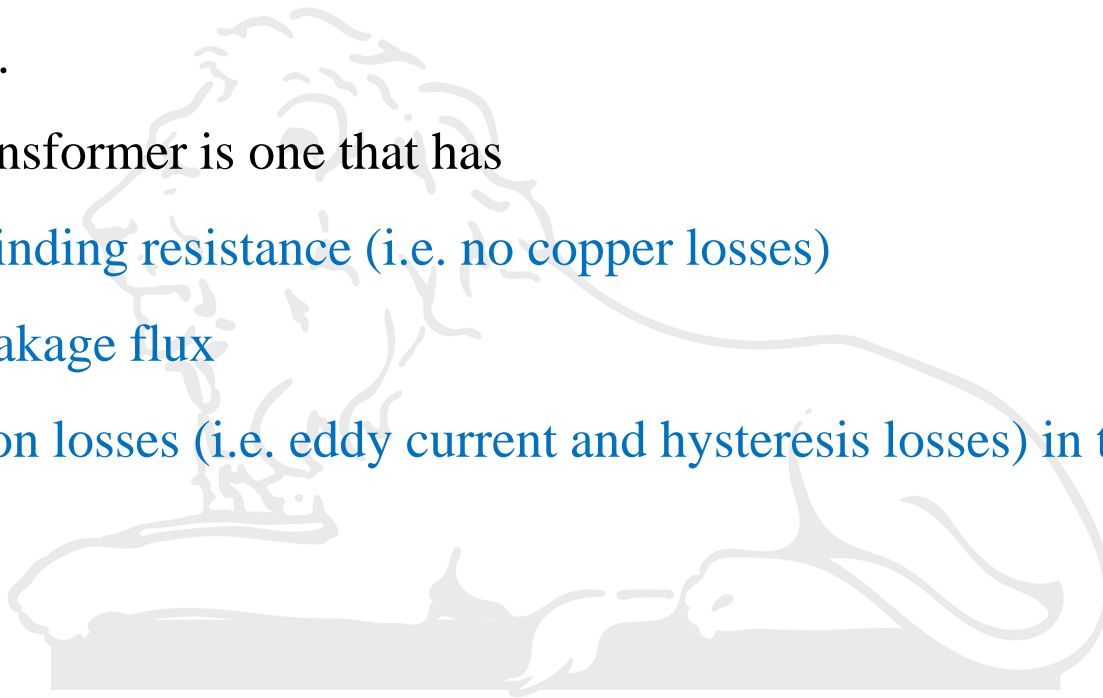 .
nsformer is one that has
inding resistance (i.e. no copper losses)
akage flux
on losses (i.e. eddy current and hysteresis losses) in t